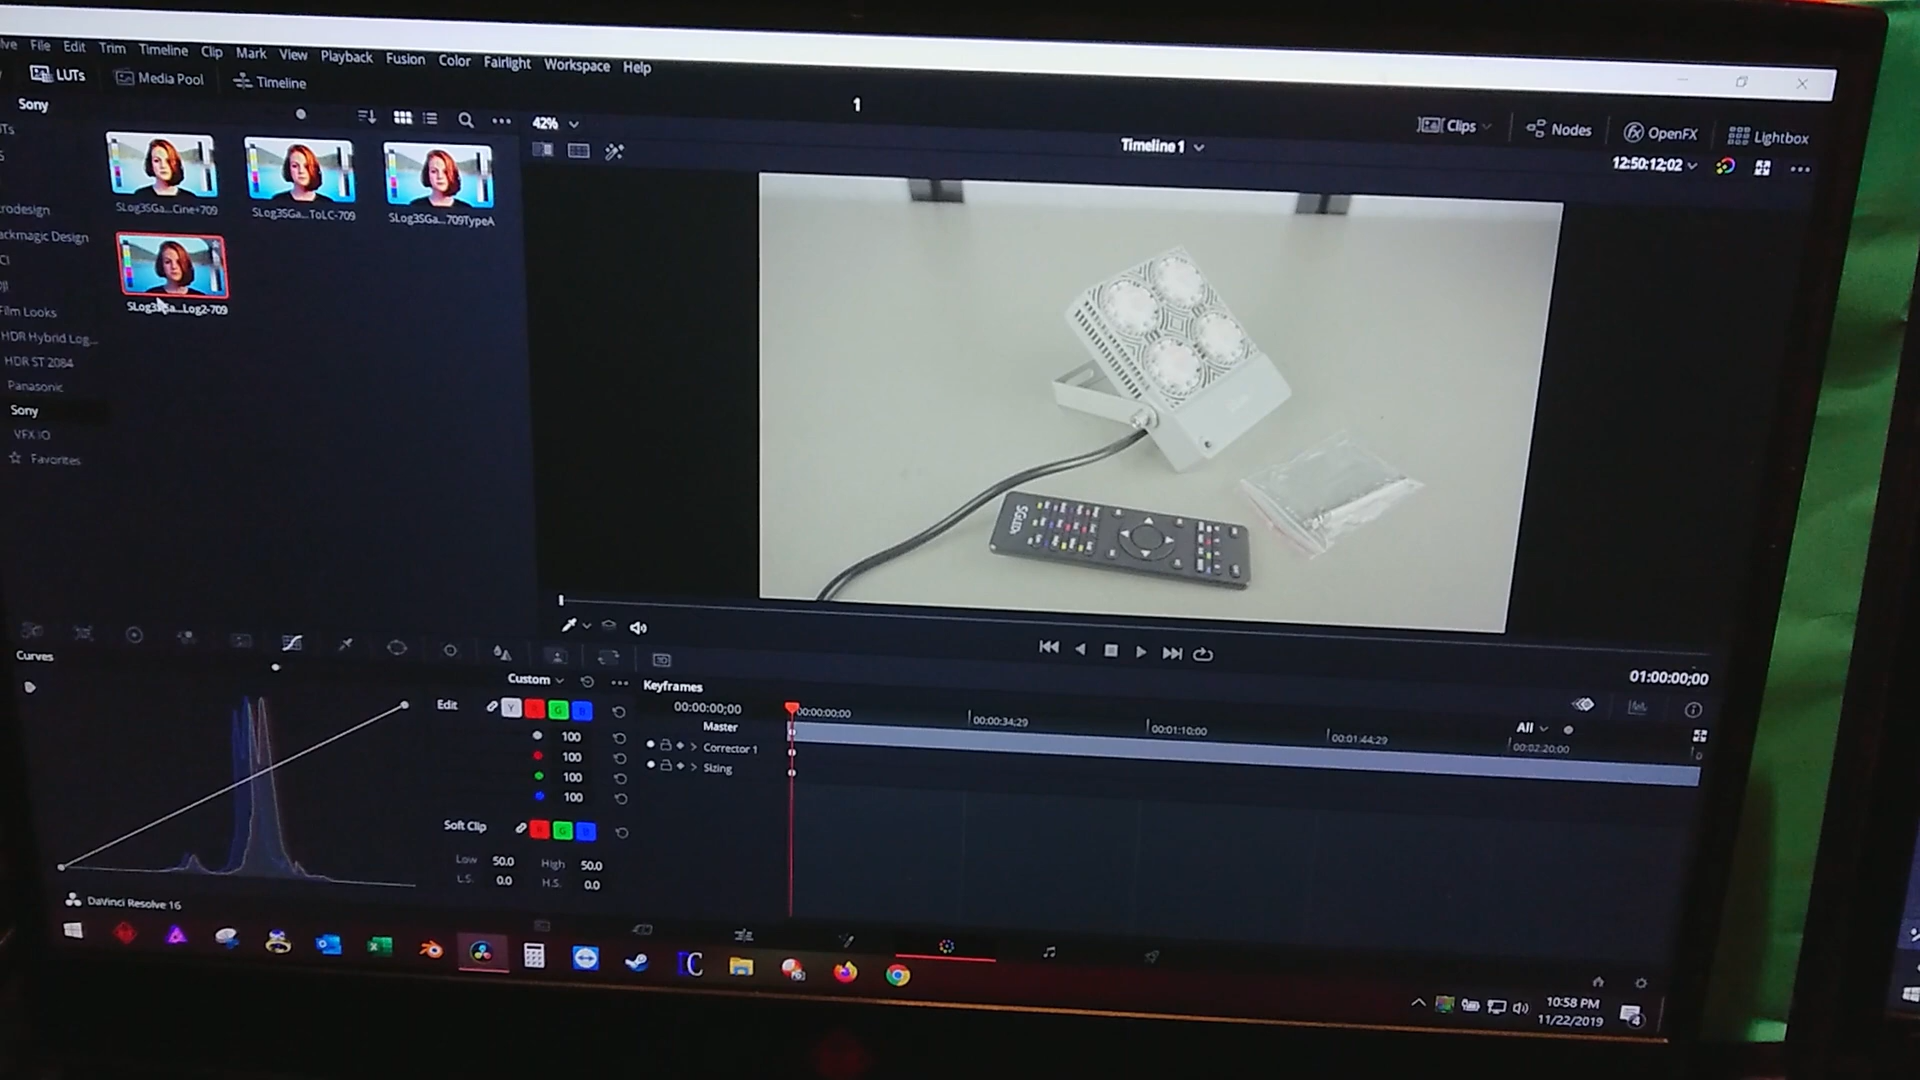 File Edit Trim Timeline Clip Mark View Playback Fusion Color Fairlight Workspace Help
LUTs Media Pool Timeline
Sony
1
42%
Timeline 1
Clips Nodes OpenFX Lightbox
12:50:12;02
SLog3SGa...Cine+709 SLog3SGa...ToLC-709 SLog3SGa...709TypeA
Log2-709
Film Looks
HDR Hybrid Log...
HDR ST 2084
Panasonic
Sony
VFX IO
Favorites
SGLEDs
01:00:00;00
Curves
Custom
Edit Y R G B
100
100
100
100
Soft Clip R G B
Low 50.0 High 50.0
L.S. 0.0 H.S. 0.0
Keyframes
00:00:00;00
Master
Corrector 1
Sizing
00:00:00;00 00:00:34;29 00:01:10;00 00:01:44;29 00:02:20;00
All
DaVinci Resolve 16
10:58 PM
11/22/2019
4